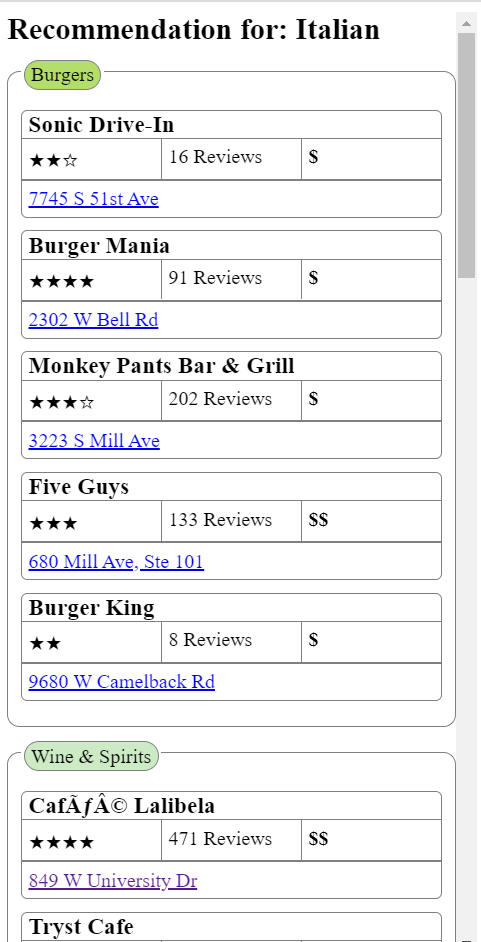 Recommendation for: Italian
Burgers
Sonic Drive-In
★★☆ 16 Reviews $
7745 S 51st Ave
Burger Mania
★★★★ 91 Reviews $
2302 W Bell Rd
Monkey Pants Bar & Grill
★★★☆ 202 Reviews $
3223 S Mill Ave
Five Guys
★★★ 133 Reviews $$
680 Mill Ave, Ste 101
Burger King
★★ 8 Reviews $
9680 W Camelback Rd
Wine & Spirits
CafÃƒÂ© Lalibela
★★★★ 471 Reviews $$
849 W University Dr
Tryst Cafe